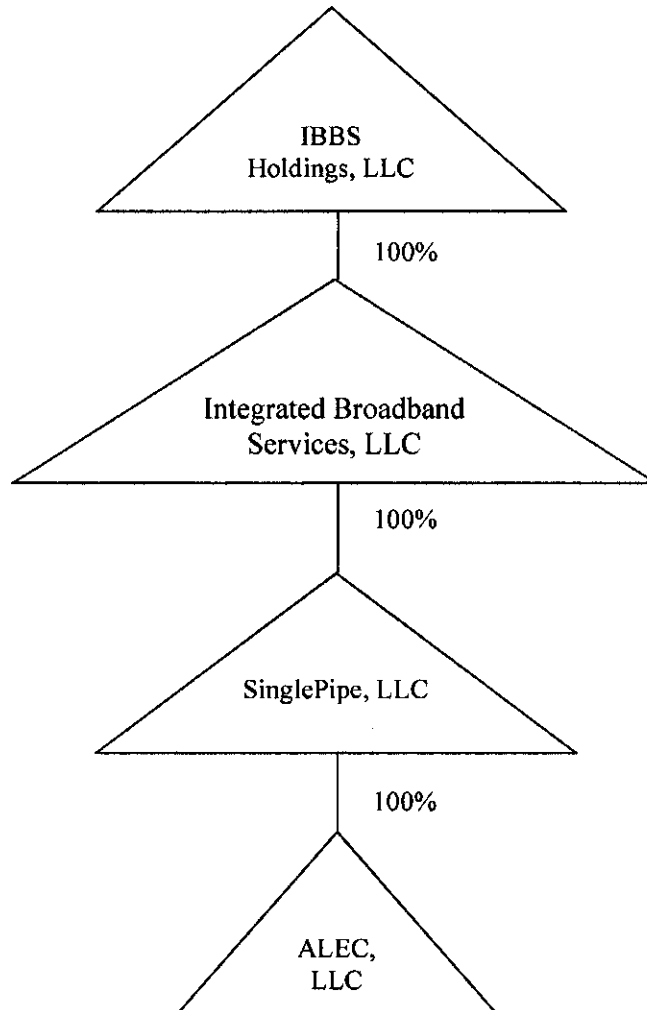 IBBS
Holdings, LLC
100%
Integrated Broadband
Services, LLC
100%
SinglePipe, LLC
100%
ALEC,
LLC